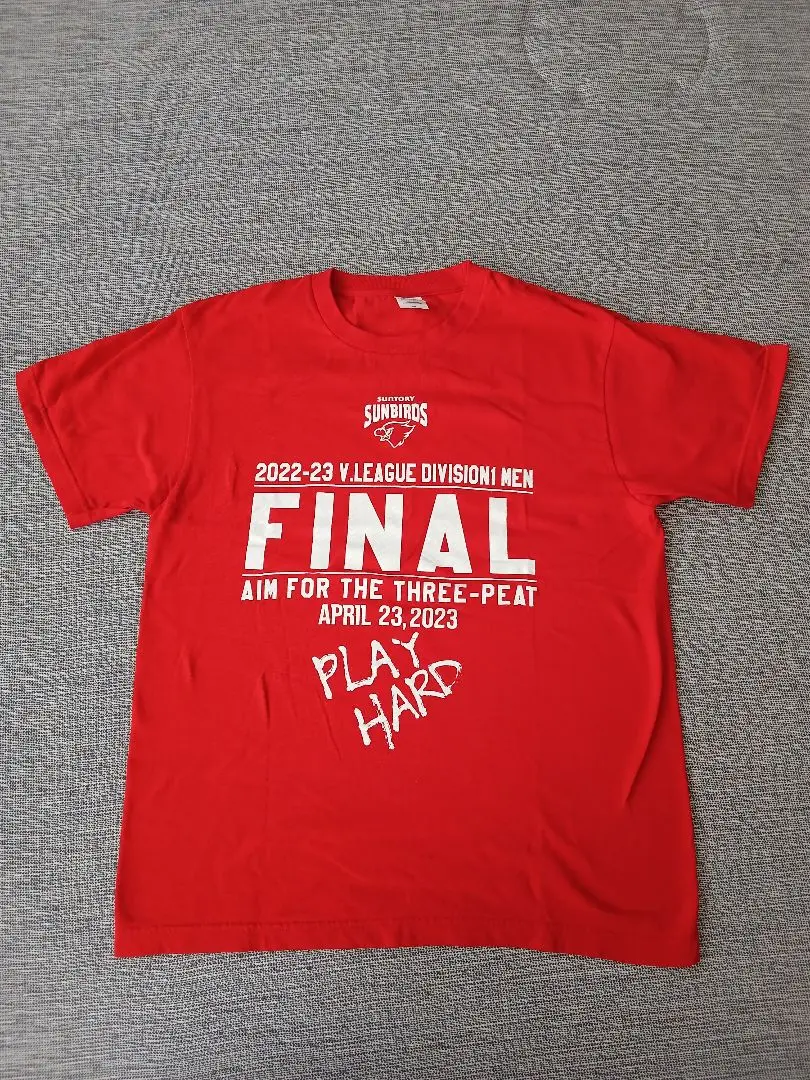 SUNTORY
SUNBIRDS
2022-23 V.LEAGUE DIVISION1 MEN
FINAL
AIM FOR THE THREE-PEAT
APRIL 23,2023
PLAY
HARD